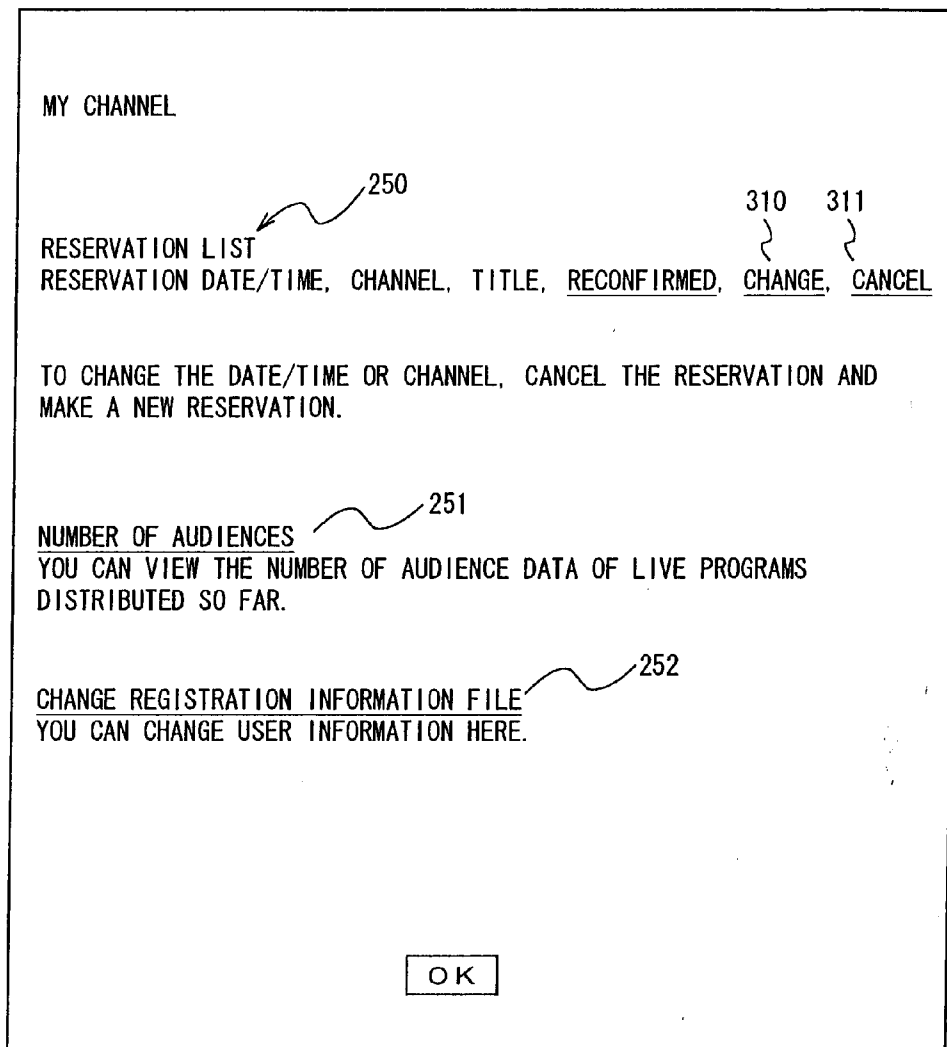 MY CHANNEL
250
310 311
RESERVATION LIST
RESERVATION DATE/TIME, CHANNEL, TITLE, RECONFIRMED, CHANGE, CANCEL
TO CHANGE THE DATE/TIME OR CHANNEL, CANCEL THE RESERVATION AND
MAKE A NEW RESERVATION.
251
NUMBER OF AUDIENCES
YOU CAN VIEW THE NUMBER OF AUDIENCE DATA OF LIVE PROGRAMS
DISTRIBUTED SO FAR.
252
CHANGE REGISTRATION INFORMATION FILE
YOU CAN CHANGE USER INFORMATION HERE.
OK